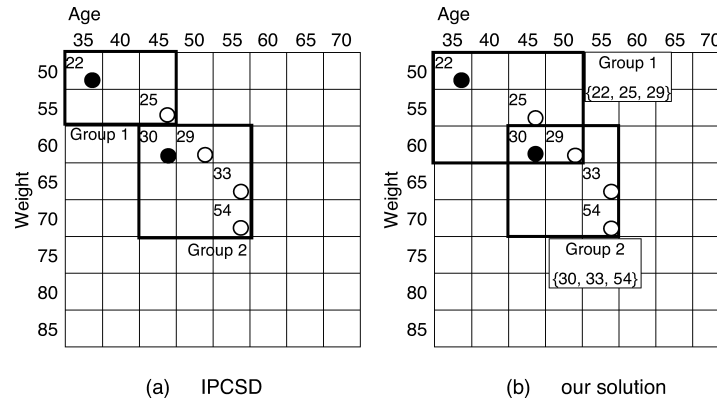 Age
35 40 45 50 55 60 65 70
Weight
50
55
60
65
70
75
80
85
22
25
Group 1
30 29
33
54
Group 2
(a) IPCSD
Age
35 40 45 50 55 60 65 70
Weight
50
55
60
65
70
75
80
85
22
Group 1
{22, 25, 29}
25
30 29
33
54
Group 2
{30, 33, 54}
(b) our solution